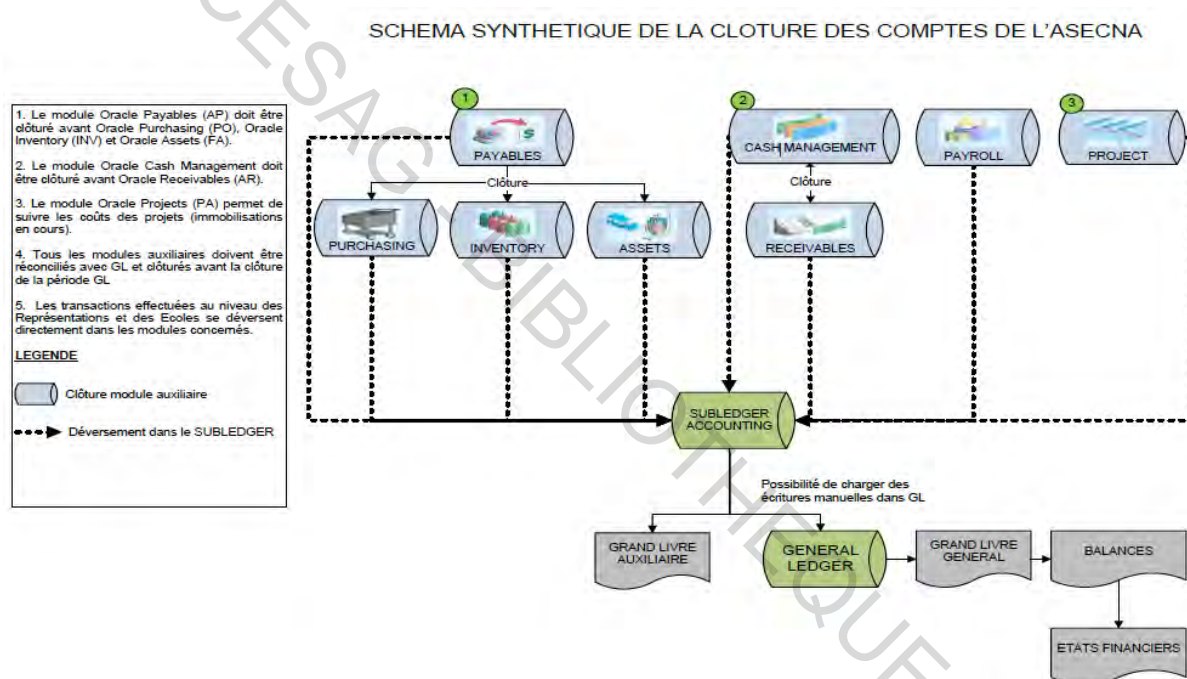 SCHEMA SYNTHETIQUE DE LA CLOTURE DES COMPTES DE L'ASECNA
1. Le module Oracle Payables (AP) doit être
clôturé avant Oracle Purchasing (PO), Oracle
Inventory (INV) et Oracle Assets (FA).
2. Le module Oracle Cash Management doit
être clôturé avant Oracle Receivables (AR).
3. Le module Oracle Projects (PA) permet de
suivre les coûts des projets (immobilisations
en cours).
4. Tous les modules auxiliaires doivent être
réconciliés avec GL et clôturés avant la clôture
de la période GL
5. Les transactions effectuées au niveau des
Représentations et des Ecoles se déversent
directement dans les modules concernés.
LEGENDE
Clôture module auxiliaire
Déversement dans le SUBLEDGER
1
PAYABLES
2
CASH MANAGEMENT
PAYROLL
3
PROJECT
Clôture
Clôture
PURCHASING
INVENTORY
ASSETS
RECEIVABLES
SUBLEDGER
ACCOUNTING
Possibilité de charger des
écritures manuelles dans GL
GRAND LIVRE
AUXILIAIRE
GENERAL
LEDGER
GRAND LIVRE
GENERAL
BALANCES
ETATS FINANCIERS
CESAG - BIBLIOTHEQUE